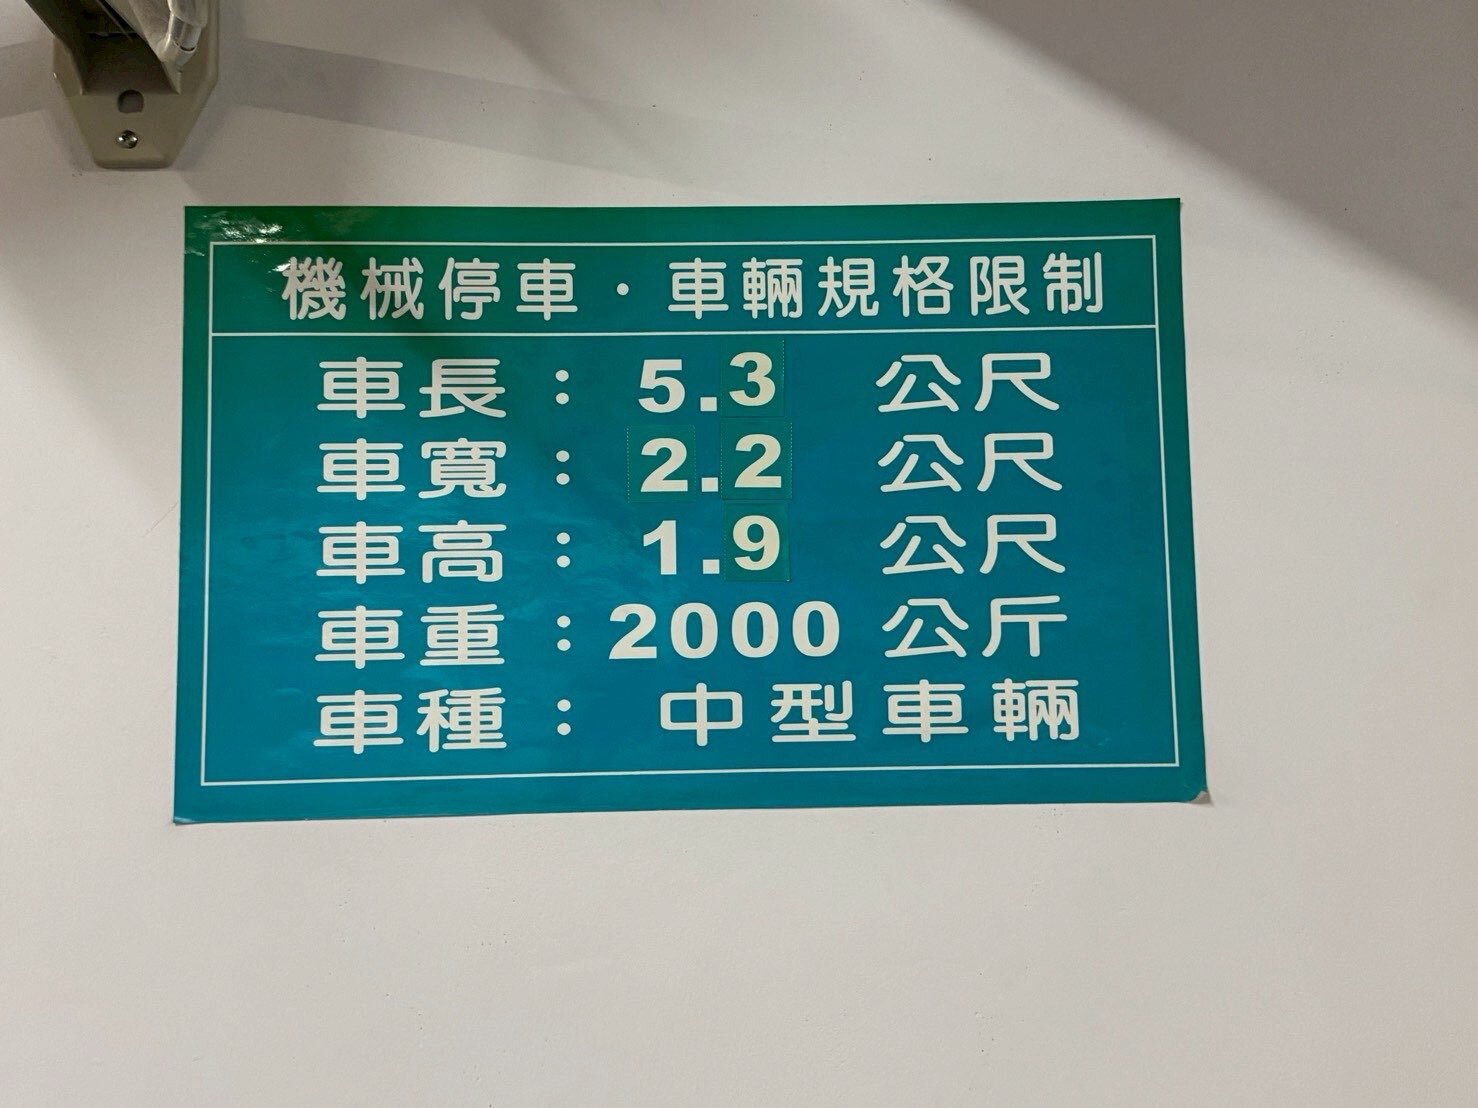 機械停車·車輛規格限制
車長：5.3 公尺
車寬：2.2 公尺
車高：1.9 公尺
車重：2000 公斤
車種：中型車輛